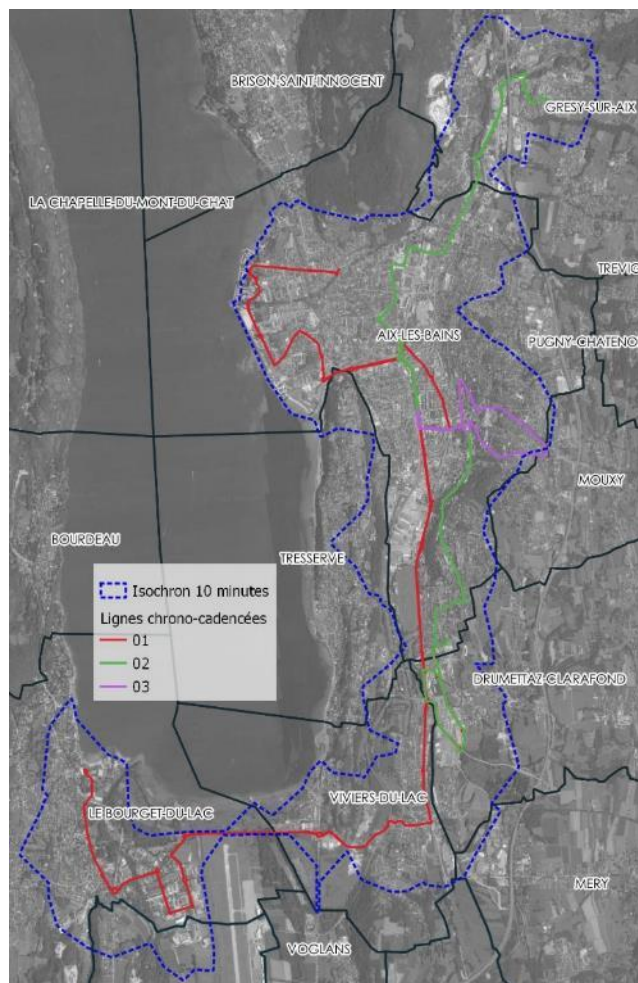 BRISON-SAINT-INNOCENT
GRESY-SUR-AIX
LA CHAPELLE-DU-MONT-DU-CHAT
TREVIG
AIX-LES-BAINS
PUGNY-CHATENO
MOUXY
BOURDEAU
TRESSERVE
Isochron 10 minutes
Lignes chrono-cadencées
01
02
03
DRUMETTAZ-CLARAFOND
VIVIERS-DU-LAC
LE BOURGET-DU-LAC
MERY
VOGLANS